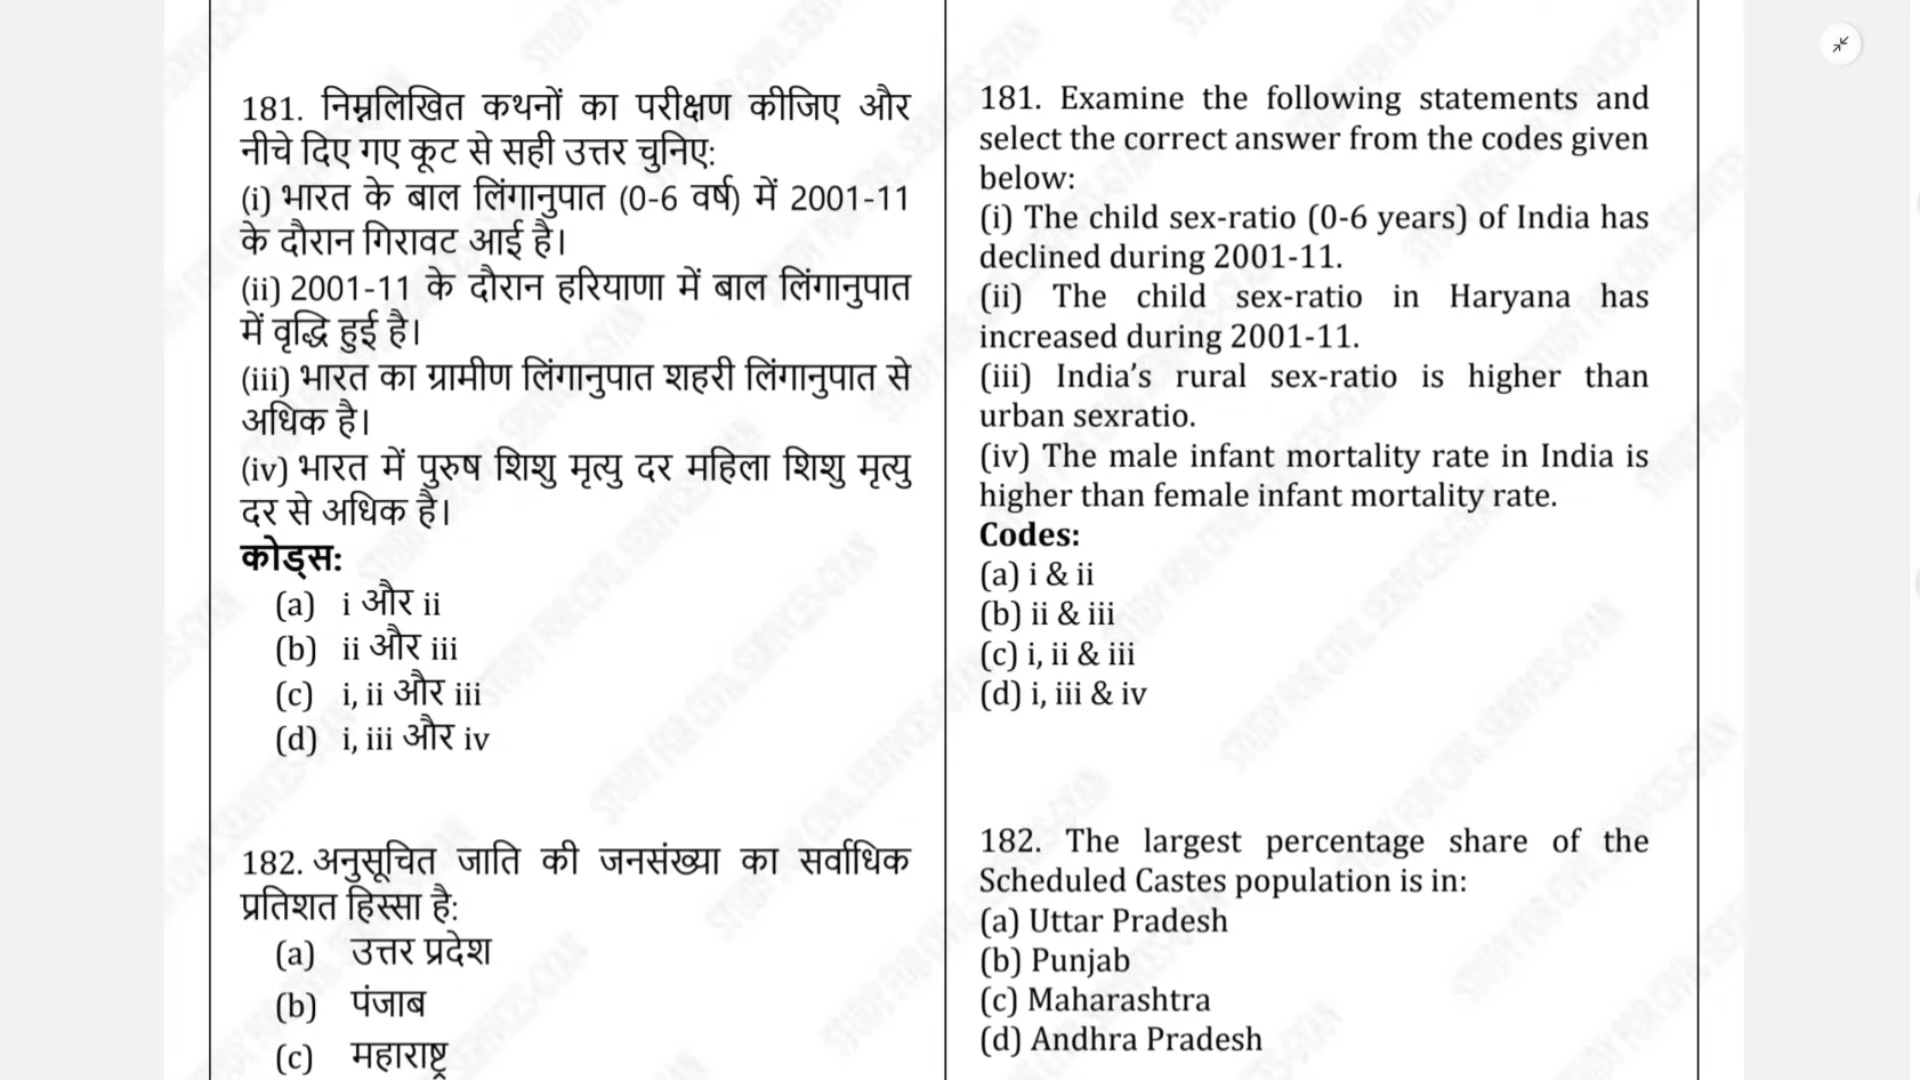 181. निम्नलिखित कथनों का परीक्षण कीजिए और
नीचे दिए गए कूट से सही उत्तर चुनिए:
(i) भारत के बाल लिंगानुपात (0-6 वर्ष) में 2001-11
के दौरान गिरावट आई है।
(ii) 2001-11 के दौरान हरियाणा में बाल लिंगानुपात
में वृद्धि हुई है।
(iii) भारत का ग्रामीण लिंगानुपात शहरी लिंगानुपात से
अधिक है।
(iv) भारत में पुरुष शिशु मृत्यु दर महिला शिशु मृत्यु
दर से अधिक है।
कोड्स:
(a) i और ii
(b) ii और iii
(c) i, ii और iii
(d) i, iii और iv
182. अनुसूचित जाति की जनसंख्या का सर्वाधिक
प्रतिशत हिस्सा है:
(a) उत्तर प्रदेश
(b) पंजाब
(c) महाराष्ट्र
181. Examine the following statements and
select the correct answer from the codes given
below:
(i) The child sex-ratio (0-6 years) of India has
declined during 2001-11.
(ii) The child sex-ratio in Haryana has
increased during 2001-11.
(iii) India's rural sex-ratio is higher than
urban sexratio.
(iv) The male infant mortality rate in India is
higher than female infant mortality rate.
Codes:
(a) i & ii
(b) ii & iii
(c) i, ii & iii
(d) i, iii & iv
182. The largest percentage share of the
Scheduled Castes population is in:
(a) Uttar Pradesh
(b) Punjab
(c) Maharashtra
(d) Andhra Pradesh
STUDY FOR CIVIL SERVICES-GYAN